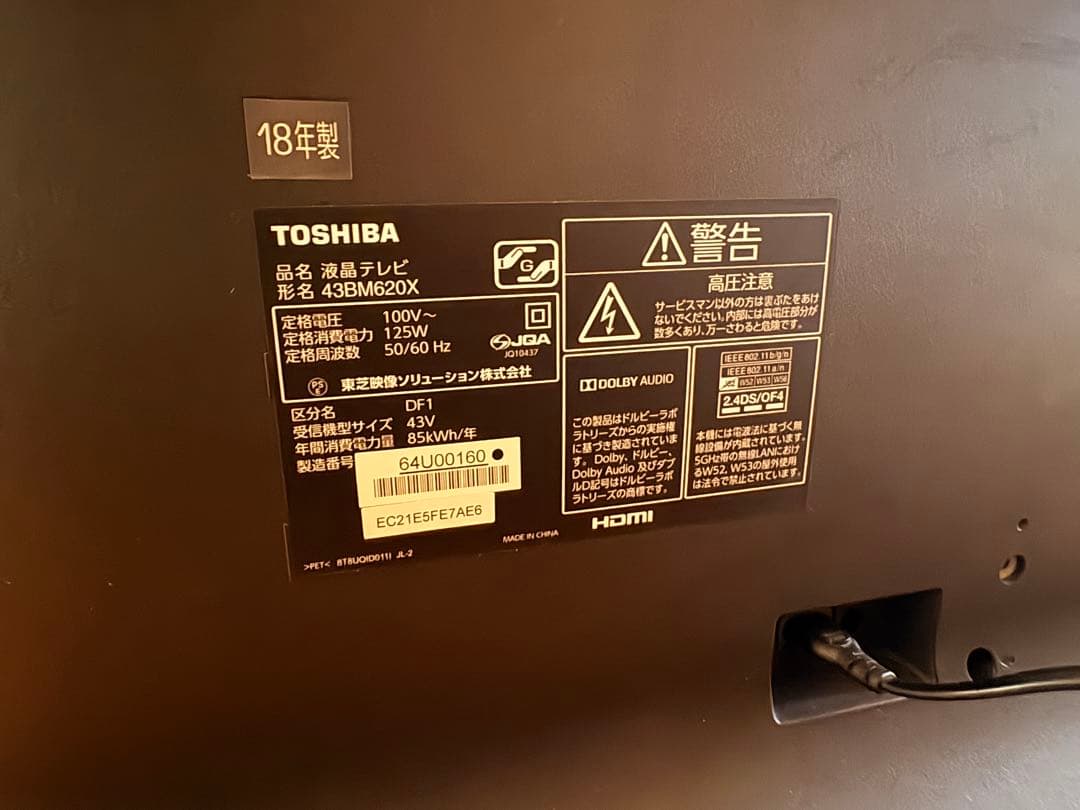 18年製
TOSHIBA
品名 液晶テレビ
形名 43BM620X
G
定格電圧 100V～
定格消費電力 125W
定格周波数 50/60 Hz
JQA
JQ10437
PS
E
東芝映像ソリューション株式会社
区分名 DF1
受信機型サイズ 43V
年間消費電力量 85kWh/年
製造番号
64U00160
EC21E5FE7AE6
MADE IN CHINA
>PET< 8T8UQID011I JL-2
警告
高圧注意
サービスマン以外の方は裏ぶたをあけ
ないでください。内部には高電圧部分が
数多くあり、万一さわると危険です。
DOLBY AUDIO
この製品はドルビーラボ
ラトリーズからの実施権
に基づき製造されていま
す。Dolby、ドルビー、
Dolby Audio 及びダブ
ルD記号はドルビーラボ
ラトリーズの商標です。
IEEE802.11b/g/n
IEEE802.11a/n
W52 W53 W56
2.4DS/OF4
本機には電波法に基づく無
線設備が内蔵されています。
5GHz帯の無線LANにおけ
るW52、W53の屋外使用
は法令で禁止されています。
HDMI